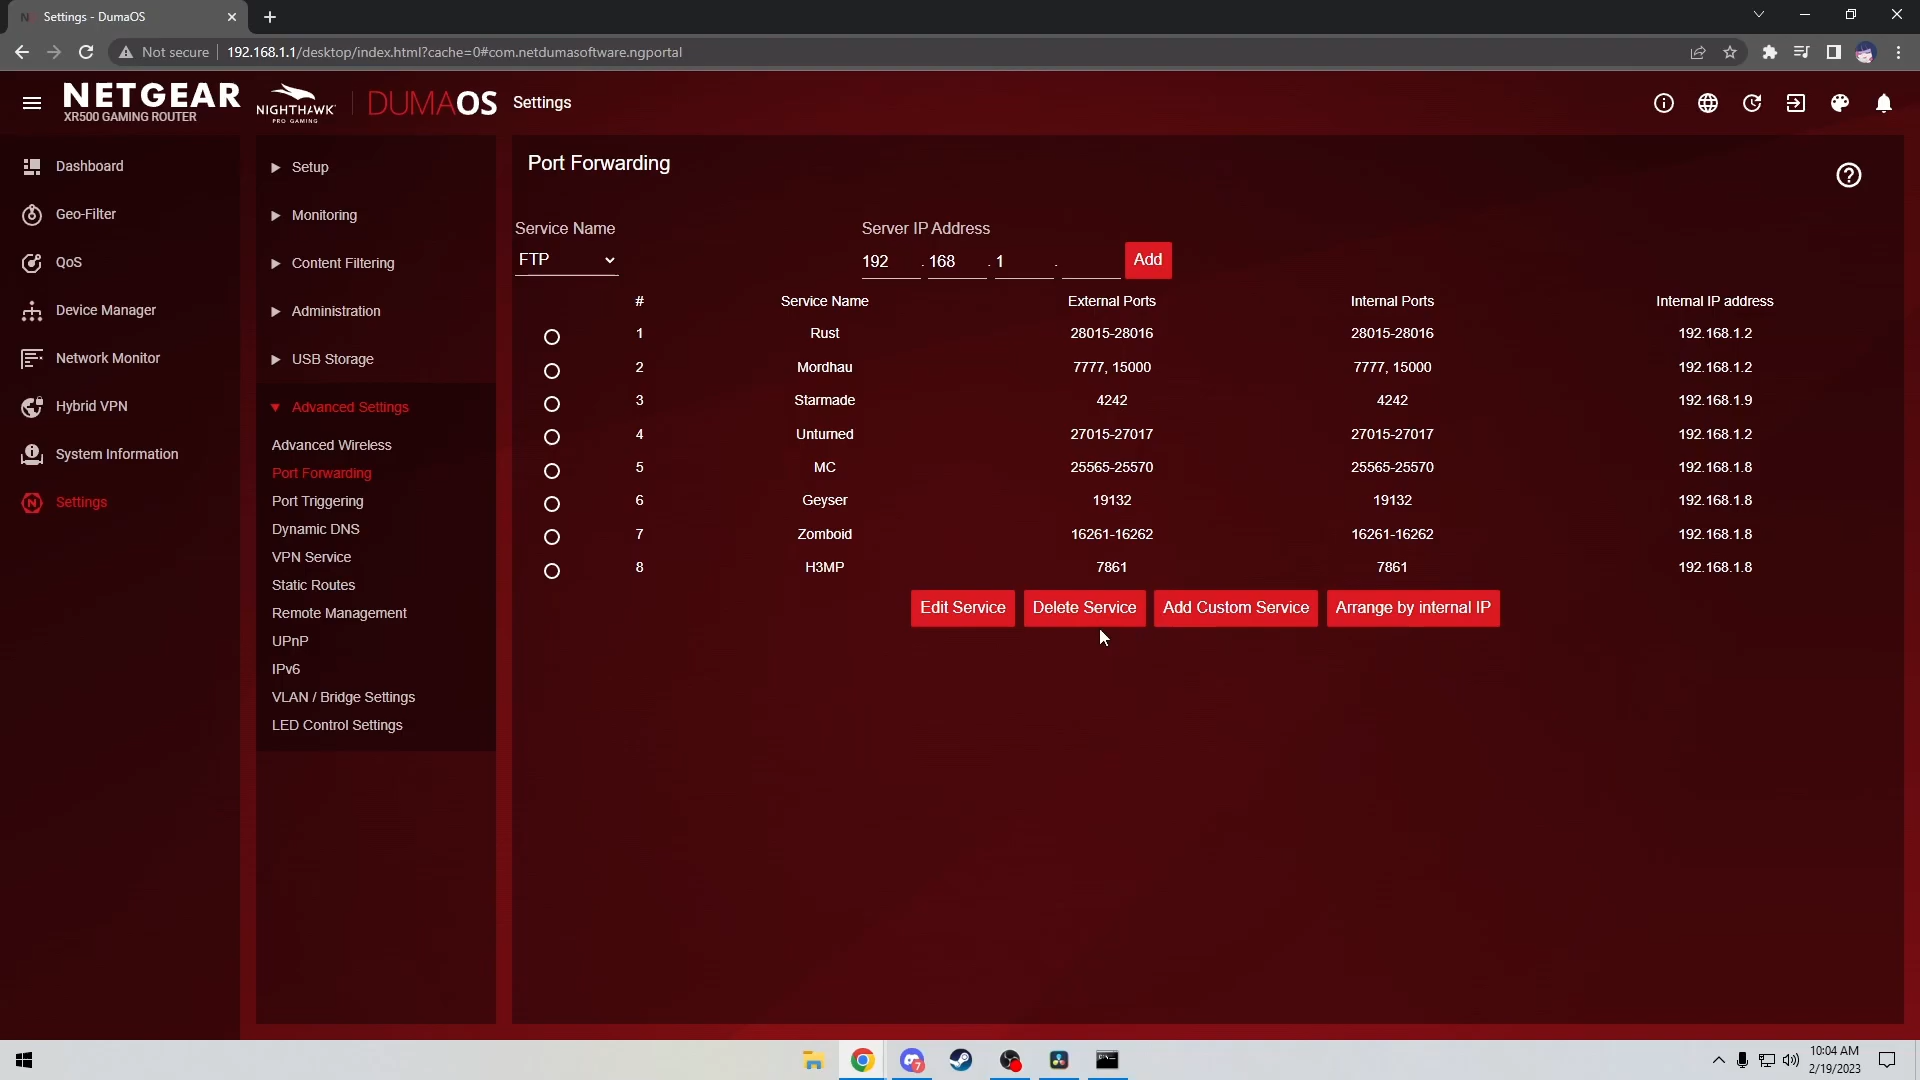 Settings - DumaOS
Not secure
192.168.1.1/desktop/index.html?cache=0#com.netdumasoftware.ngportal
NETGEAR
XR500 GAMING ROUTER
NIGHTHAWK
PRO GAMING
DUMAOS
Settings
Dashboard
Geo-Filter
QoS
Device Manager
Network Monitor
Hybrid VPN
System Information
Settings
Setup
Monitoring
Content Filtering
Administration
USB Storage
Advanced Settings
Advanced Wireless
Port Forwarding
Port Triggering
Dynamic DNS
VPN Service
Static Routes
Remote Management
UPnP
IPv6
VLAN / Bridge Settings
LED Control Settings
Port Forwarding
Service Name
Server IP Address
FTP
192 . 168 . 1 .
Add
# Service Name External Ports Internal Ports Internal IP address
1 Rust 28015-28016 28015-28016 192.168.1.2
2 Mordhau 7777, 15000 7777, 15000 192.168.1.2
3 Starmade 4242 4242 192.168.1.9
4 Unturned 27015-27017 27015-27017 192.168.1.2
5 MC 25565-25570 25565-25570 192.168.1.8
6 Geyser 19132 19132 192.168.1.8
7 Zomboid 16261-16262 16261-16262 192.168.1.8
8 H3MP 7861 7861 192.168.1.8
Edit Service
Delete Service
Add Custom Service
Arrange by internal IP
7
10:04 AM
2/19/2023